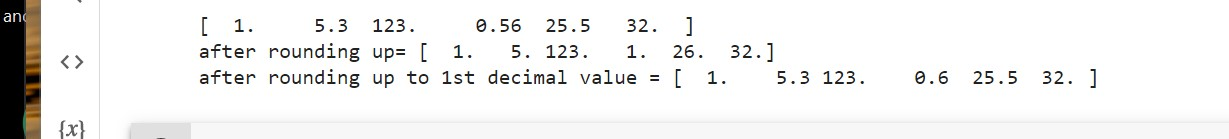 [  1.     5.3  123.     0.56  25.5   32.  ]
and
after rounding up= [  1.   5. 123.   1.  26.  32.]
<>
after rounding up to 1st decimal value = [  1.    5.3 123.    0.6  25.5  32. ]
{x}